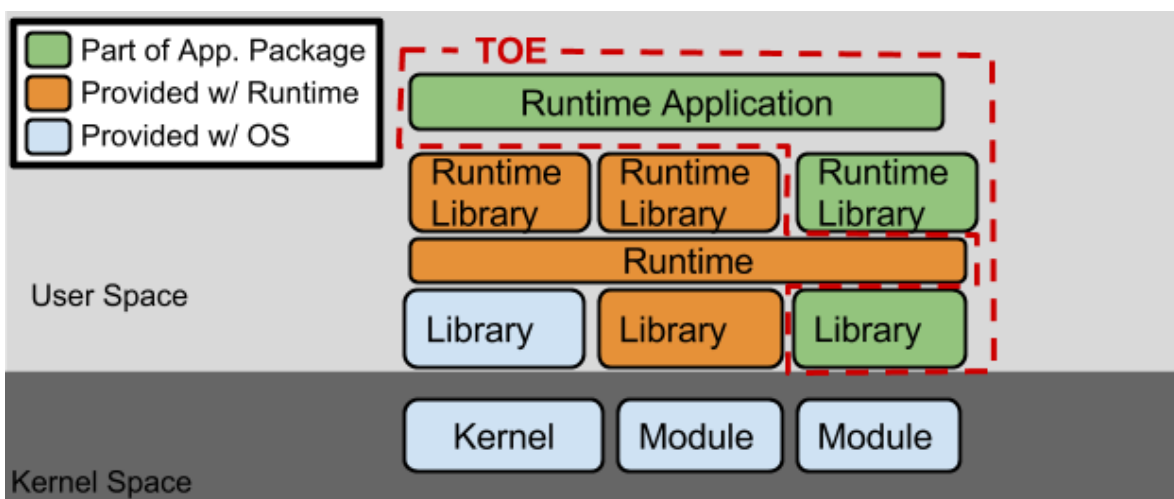 Part of App. Package
Provided w/ Runtime
Provided w/ OS
TOE
Runtime Application
Runtime
Library
Runtime
Library
Runtime
Library
Runtime
User Space
Library
Library
Library
Kernel
Module
Module
Kernel Space